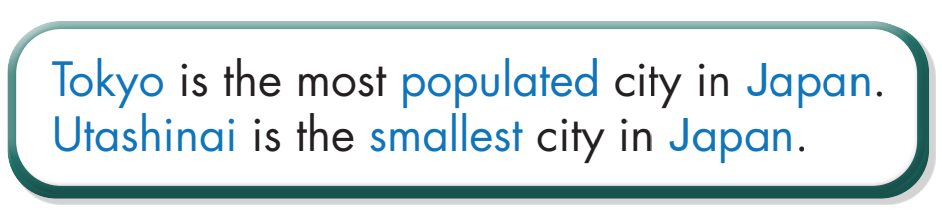 Tokyo is the most populated city in Japan.
Utashinai is the smallest city in Japan.